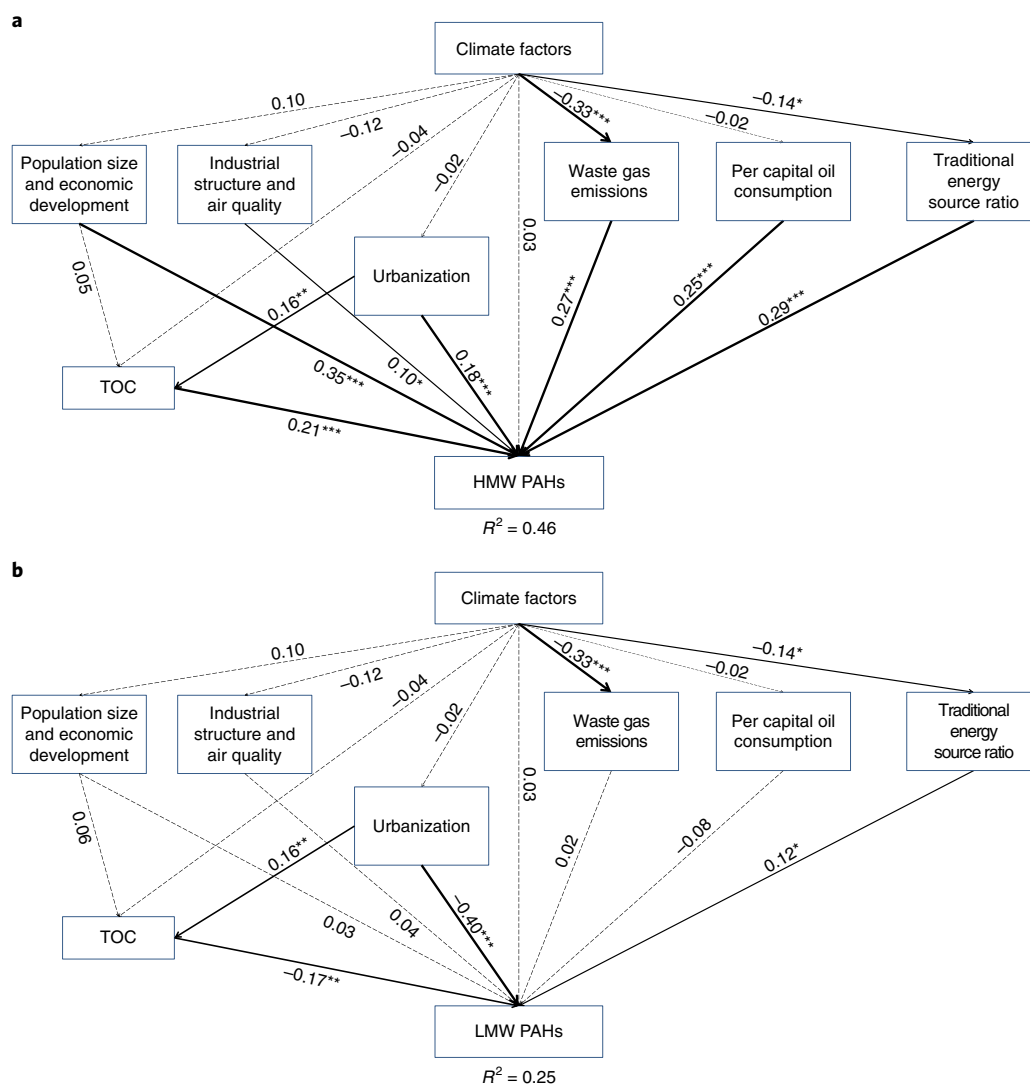 a
Climate factors
0.10
–0.12
–0.04
–0.02
0.03
–0.33***
–0.02
–0.14*
Population size
and economic
development
Industrial
structure and
air quality
Waste gas
emissions
Per capital oil
consumption
Traditional
energy
source ratio
Urbanization
0.05
0.16**
0.35***
0.10*
0.18***
0.27***
0.25***
0.29***
TOC
0.21***
HMW PAHs
R² = 0.46
b
Climate factors
0.10
–0.12
–0.04
–0.02
0.03
–0.33***
–0.02
–0.14*
Population size
and economic
development
Industrial
structure and
air quality
Waste gas
emissions
Per capital oil
consumption
Traditional
energy
source ratio
Urbanization
0.06
0.16**
0.03
0.04
–0.40***
0.02
–0.08
0.12*
TOC
–0.17**
LMW PAHs
R² = 0.25